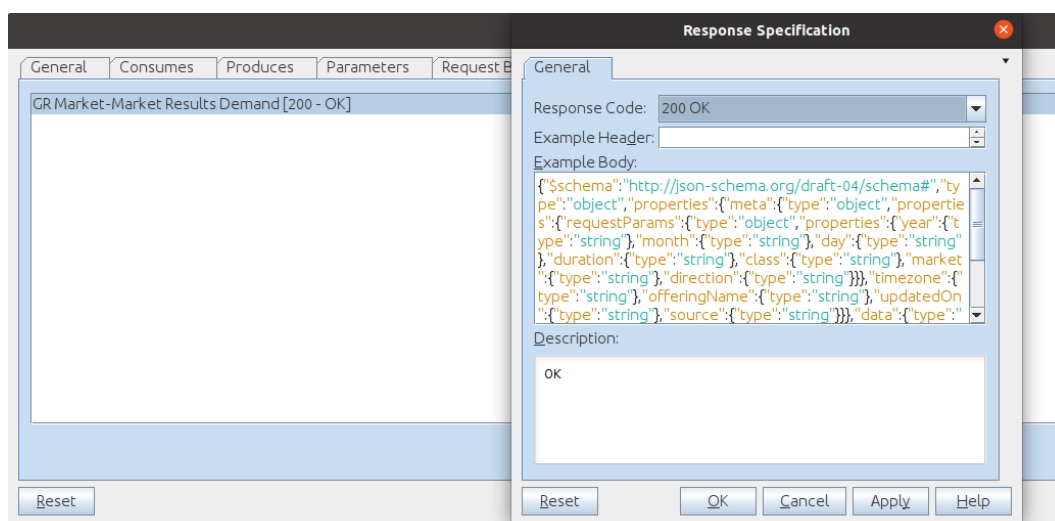 Response Specification
General
Consumes
Produces
Parameters
Request B
GR Market-Market Results Demand [200 - OK]
Reset
General
Response Code: 200 OK
Example Header:
Example Body:
{"$schema":"http://json-schema.org/draft-04/schema#","ty
pe":"object","properties":{"meta":{"type":"object","propertie
s":{"requestParams":{"type":"object","properties":{"year":{"t
ype":"string"},"month":{"type":"string"},"day":{"type":"string"
},"duration":{"type":"string"},"class":{"type":"string"},"market
":{"type":"string"},"direction":{"type":"string"}}},"timezone":{"
type":"string"},"offeringName":{"type":"string"},"updatedOn
":{"type":"string"},"source":{"type":"string"}}},"data":{"type":"
Description:
OK
Reset
OK
Cancel
Apply
Help